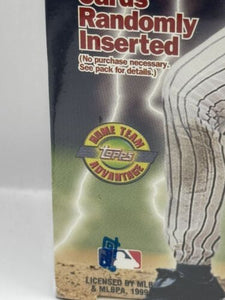 Cards
Randomly
Inserted
(No purchase necessary.
See pack for details.)
HOME TEAM
Topps
ADVANTAGE
LICENSED BY MLB
& MLBPA, 1999